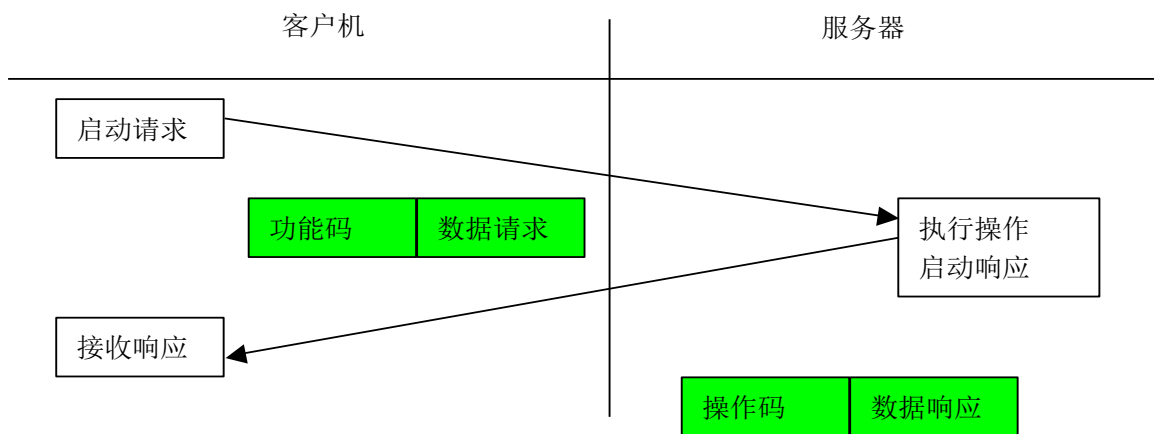 客户机
服务器
启动请求
功能码 数据请求
执行操作
启动响应
接收响应
操作码 数据响应